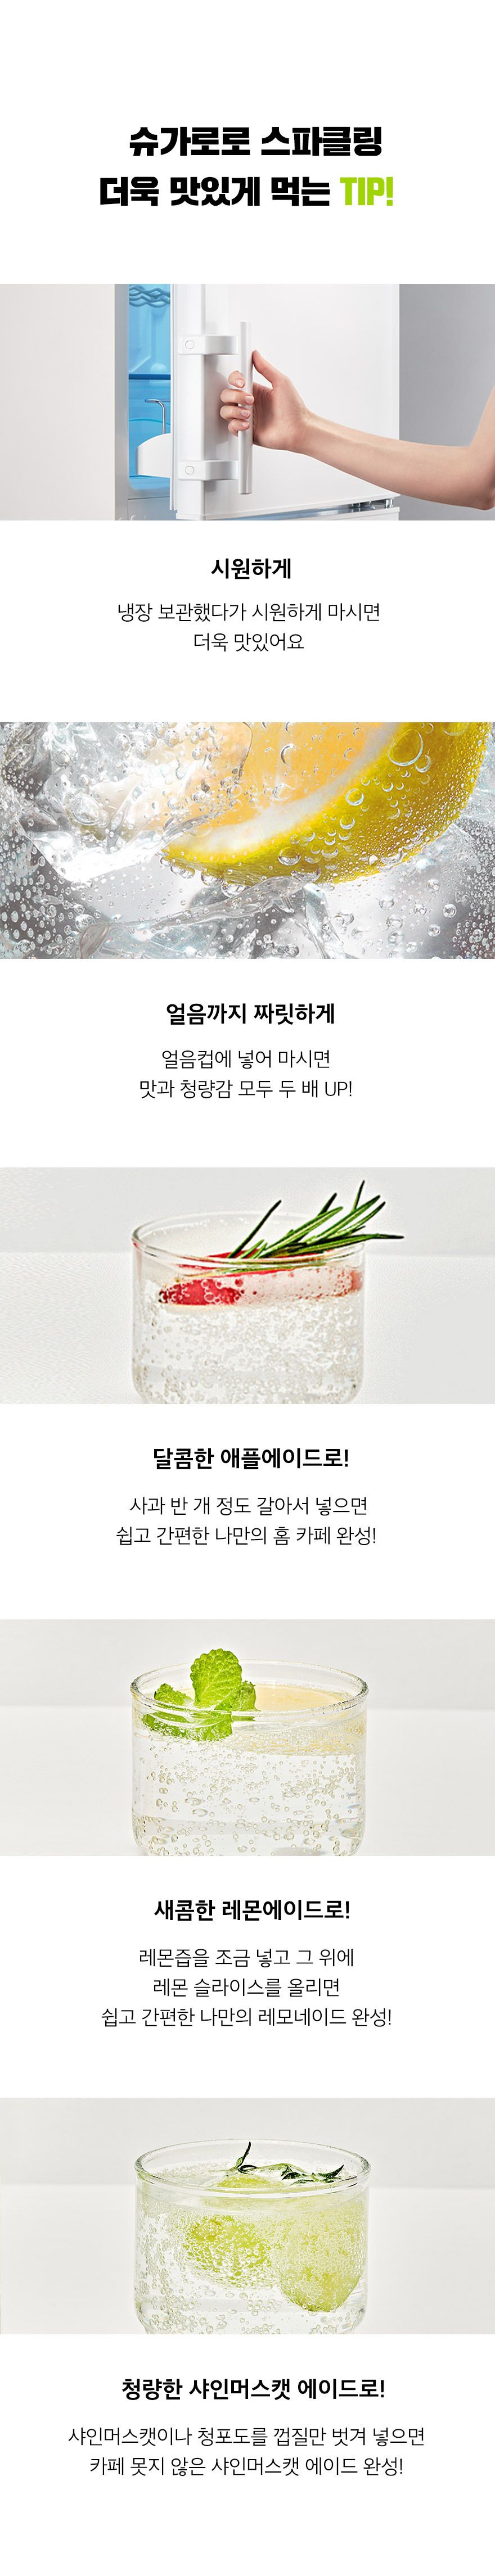 슈가로로 스파클링
더욱 맛있게 먹는 TIP!
시원하게
냉장 보관했다가 시원하게 마시면
더욱 맛있어요
얼음까지 짜릿하게
얼음컵에 넣어 마시면
맛과 청량감 모두 두 배 UP!
달콤한 애플에이드로!
사과 반 개 정도 갈아서 넣으면
쉽고 간편한 나만의 홈 카페 완성!
새콤한 레몬에이드로!
레몬즙을 조금 넣고 그 위에
레몬 슬라이스를 올리면
쉽고 간편한 나만의 레모네이드 완성!
청량한 샤인머스캣 에이드로!
샤인머스캣이나 청포도를 껍질만 벗겨 넣으면
카페 못지 않은 샤인머스캣 에이드 완성!